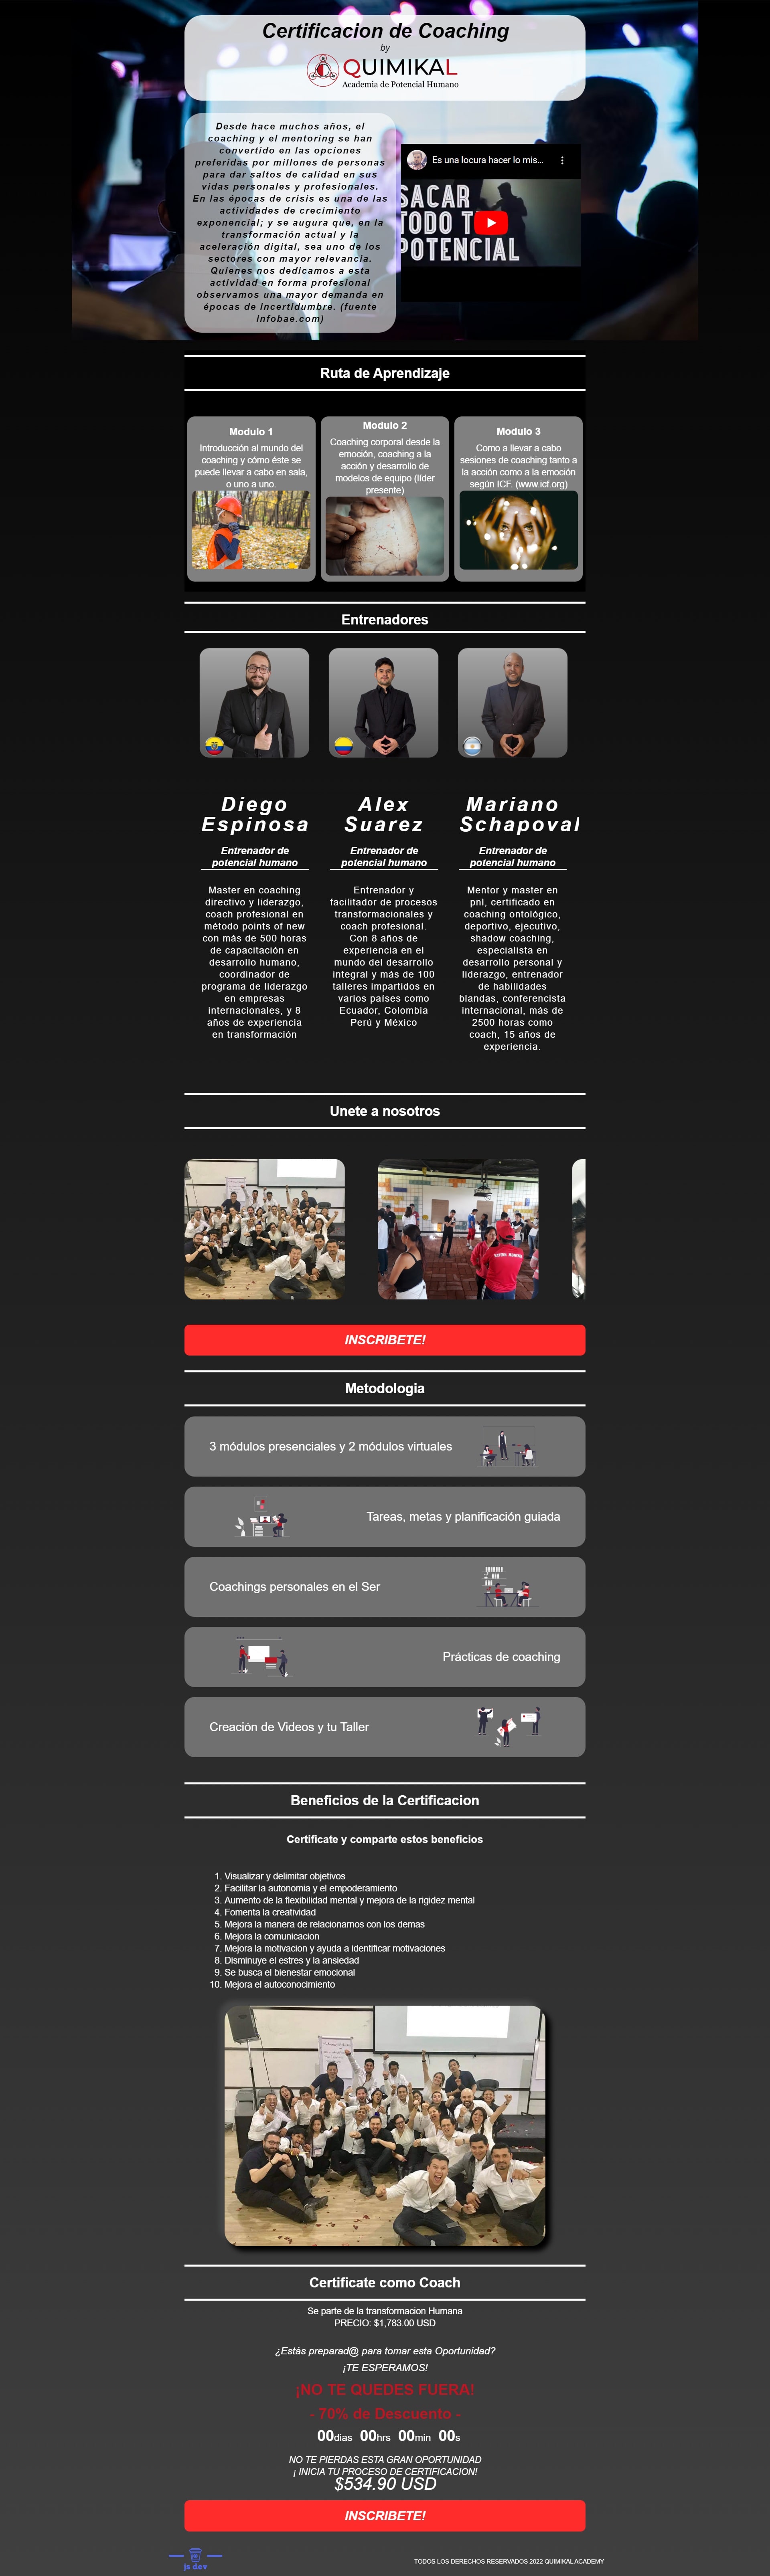 Certificacion de Coaching
by
QUIMIKAL
Academia de Potencial Humano
Desde hace muchos años, el
coaching y el mentoring se han
convertido en las opciones
preferidas por millones de personas
para dar saltos de calidad en sus
vidas personales y profesionales.
En las épocas de crisis es una de las
actividades de crecimiento
exponencial; y se augura que, en la
transformación actual y la
aceleración digital, sea uno de los
sectores con mayor relevancia.
Quienes nos dedicamos a esta
actividad en forma profesional
observamos una mayor demanda en
épocas de incertidumbre. (fuente
infobae.com)
Es una locura hacer lo mis...
SACAR
TODO T
POTENCIAL
Ruta de Aprendizaje
Modulo 1
Introducción al mundo del
coaching y cómo éste se
puede llevar a cabo en sala,
o uno a uno.
Modulo 2
Coaching corporal desde la
emoción, coaching a la
acción y desarrollo de
modelos de equipo (líder
presente)
Modulo 3
Como a llevar a cabo
sesiones de coaching tanto a
la acción como a la emoción
según ICF. (www.icf.org)
Entrenadores
Diego
Espinosa
Entrenador de
potencial humano
Master en coaching
directivo y liderazgo,
coach profesional en
método points of new
con más de 500 horas
de capacitación en
desarrollo humano,
coordinador de
programa de liderazgo
en empresas
internacionales, y 8
años de experiencia
en transformación
Alex
Suarez
Entrenador de
potencial humano
Entrenador y
facilitador de procesos
transformacionales y
coach profesional.
Con 8 años de
experiencia en el
mundo del desarrollo
integral y más de 100
talleres impartidos en
varios países como
Ecuador, Colombia
Perú y México
Mariano
Schapoval
Entrenador de
potencial humano
Mentor y master en
pnl, certificado en
coaching ontológico,
deportivo, ejecutivo,
shadow coaching,
especialista en
desarrollo personal y
liderazgo, entrenador
de habilidades
blandas, conferencista
internacional, más de
2500 horas como
coach, 15 años de
experiencia.
Unete a nosotros
INSCRIBETE!
Metodologia
3 módulos presenciales y 2 módulos virtuales
Tareas, metas y planificación guiada
Coachings personales en el Ser
Prácticas de coaching
Creación de Videos y tu Taller
Beneficios de la Certificacion
Certificate y comparte estos beneficios
1. Visualizar y delimitar objetivos
2. Facilitar la autonomia y el empoderamiento
3. Aumento de la flexibilidad mental y mejora de la rigidez mental
4. Fomenta la creatividad
5. Mejora la manera de relacionarnos con los demas
6. Mejora la comunicacion
7. Mejora la motivacion y ayuda a identificar motivaciones
8. Disminuye el estres y la ansiedad
9. Se busca el bienestar emocional
10. Mejora el autoconocimiento
Certificate como Coach
Se parte de la transformacion Humana
PRECIO: $1,783.00 USD
¿Estás preparad@ para tomar esta Oportunidad?
¡TE ESPERAMOS!
¡NO TE QUEDES FUERA!
- 70% de Descuento -
00dias 00hrs 00min 00s
NO TE PIERDAS ESTA GRAN OPORTUNIDAD
¡ INICIA TU PROCESO DE CERTIFICACION!
$534.90 USD
INSCRIBETE!
js dev
TODOS LOS DERECHOS RESERVADOS 2022 QUIMIKAL ACADEMY